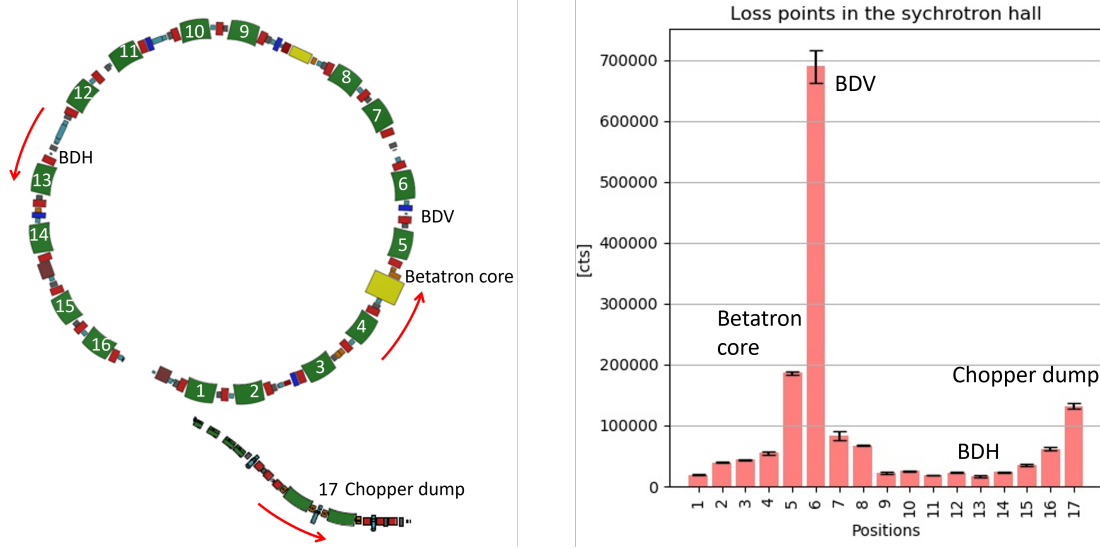 10
9
11
8
12
7
BDH
13
6
BDV
14
5
Betatron core
15
4
16
3
1
2
17 Chopper dump
Loss points in the sychrotron hall
700000
600000
500000
400000
300000
200000
100000
0
[cts]
BDV
Betatron
core
Chopper dump
BDH
1 2 3 4 5 6 7 8 9 10 11 12 13 14 15 16 17
Positions